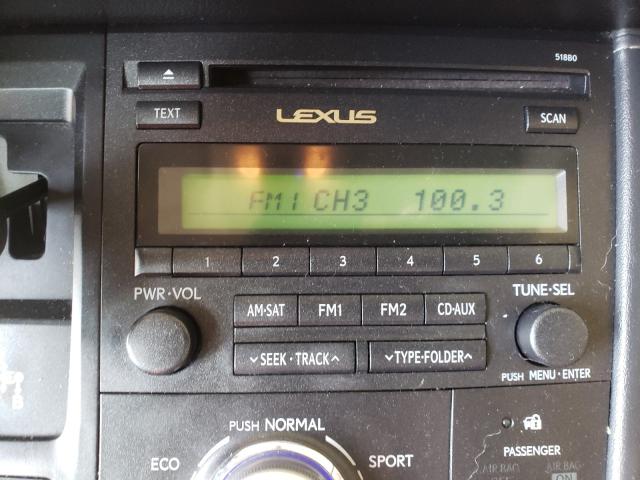 518B0
TEXT
LEXUS
SCAN
FM1 CH3 100.3
1 2 3 4 5 6
PWR·VOL
TUNE·SEL
AM·SAT FM1 FM2 CD·AUX
SEEK·TRACK
TYPE·FOLDER
PUSH MENU·ENTER
PUSH NORMAL
ECO
SPORT
PASSENGER
AIR BAG
AIR BAG
ON